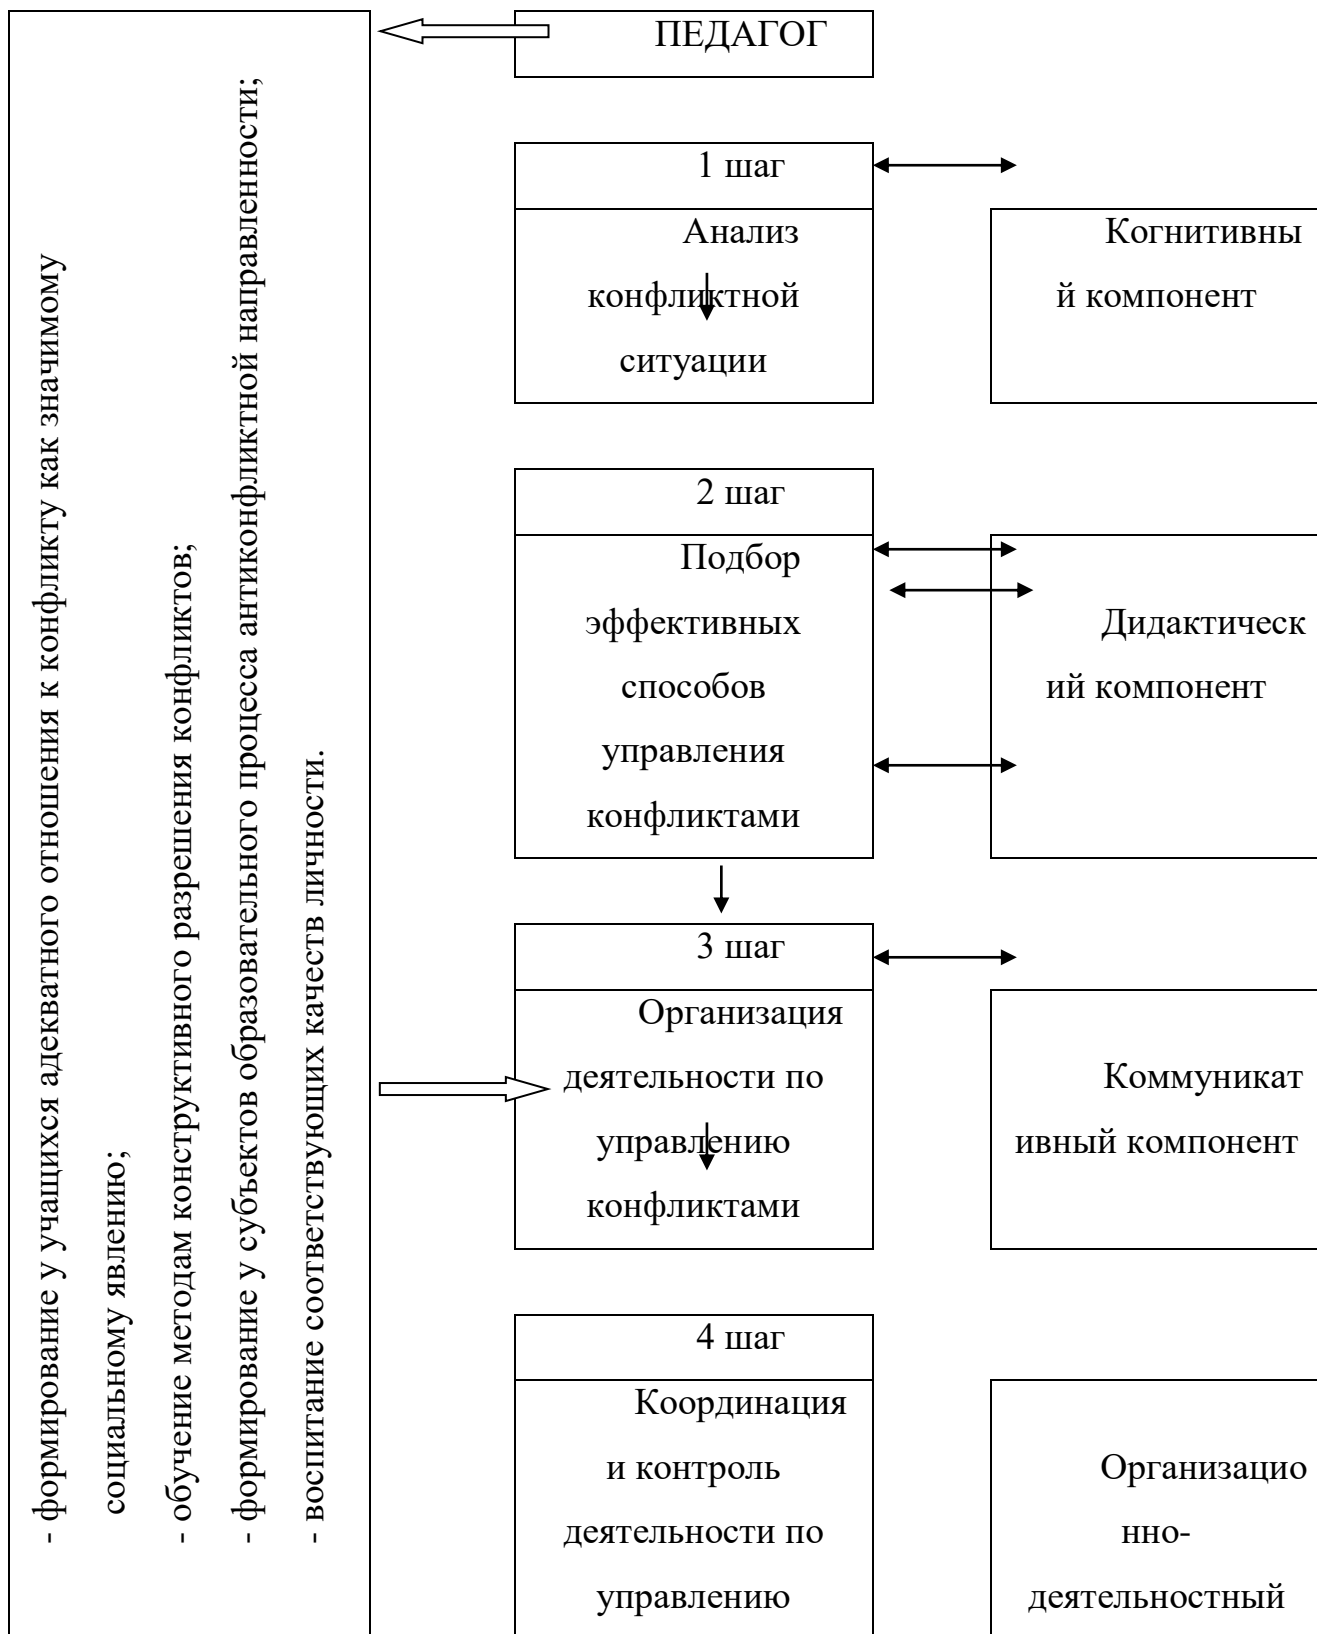 - формирование у учащихся адекватного отношения к конфликту как значимому
социальному явлению;
- обучение методам конструктивного разрешения конфликтов;
- формирование у субъектов образовательного процесса антиконфликтной направленности;
- воспитание соответствующих качеств личности.
ПЕДАГОГ
1 шаг
Анализ
конфликтной
ситуации
Когнитивны
й компонент
2 шаг
Подбор
эффективных
способов
управления
конфликтами
Дидактическ
ий компонент
3 шаг
Организация
деятельности по
управлению
конфликтами
Коммуникат
ивный компонент
4 шаг
Координация
и контроль
деятельности по
управлению
Организацио
нно-
деятельностный